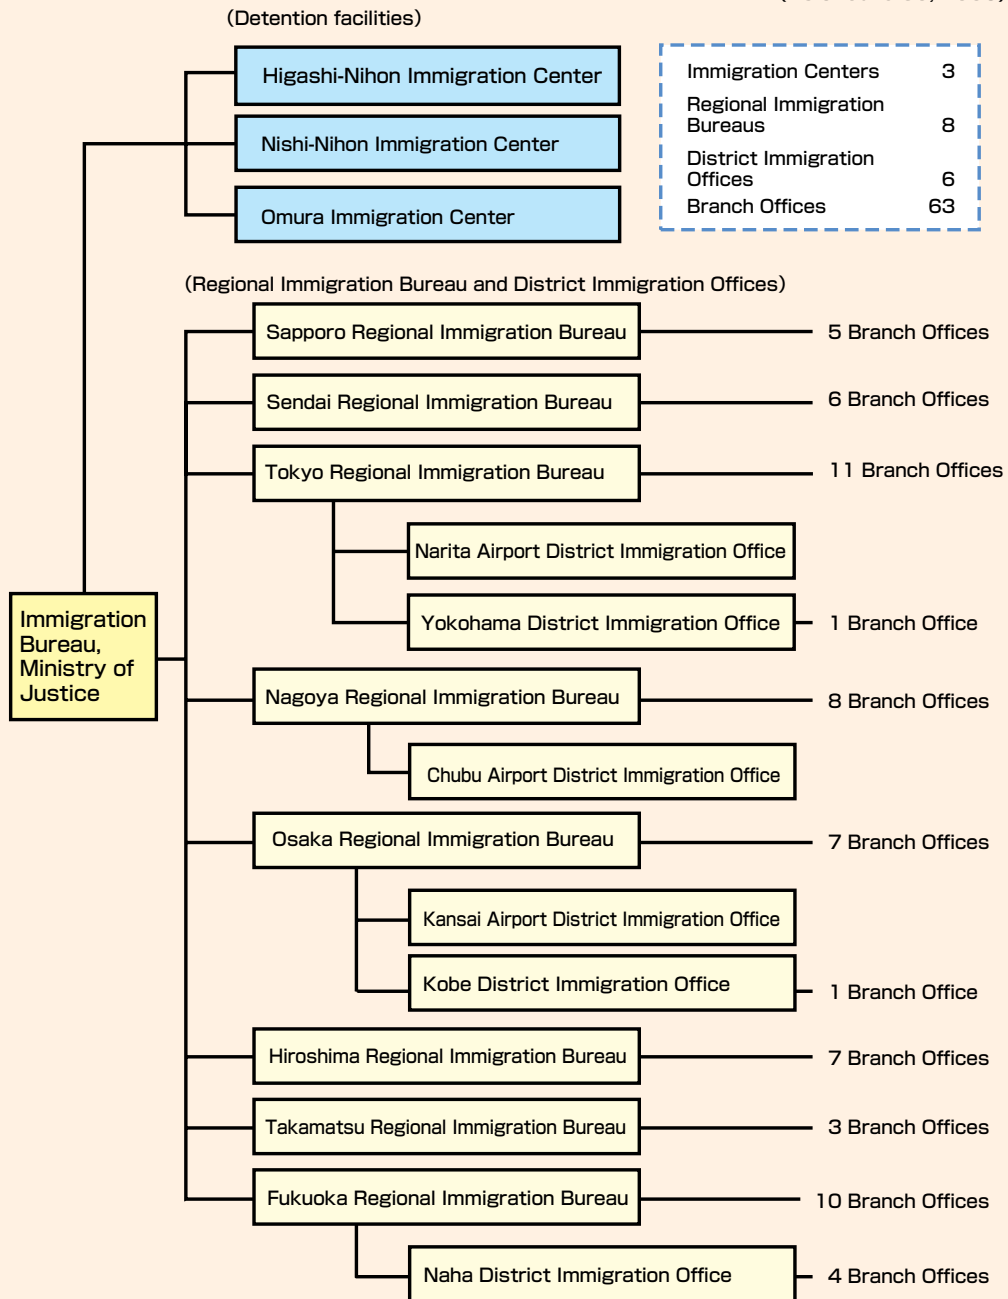 (Detention facilities)
Higashi-Nihon Immigration Center
Nishi-Nihon Immigration Center
Omura Immigration Center
Immigration Centers 3
Regional Immigration
Bureaus 8
District Immigration
Offices 6
Branch Offices 63
(Regional Immigration Bureau and District Immigration Offices)
Sapporo Regional Immigration Bureau 5 Branch Offices
Sendai Regional Immigration Bureau 6 Branch Offices
Tokyo Regional Immigration Bureau 11 Branch Offices
Narita Airport District Immigration Office
Yokohama District Immigration Office 1 Branch Office
Immigration
Bureau,
Ministry of
Justice
Nagoya Regional Immigration Bureau 8 Branch Offices
Chubu Airport District Immigration Office
Osaka Regional Immigration Bureau 7 Branch Offices
Kansai Airport District Immigration Office
Kobe District Immigration Office 1 Branch Office
Hiroshima Regional Immigration Bureau 7 Branch Offices
Takamatsu Regional Immigration Bureau 3 Branch Offices
Fukuoka Regional Immigration Bureau 10 Branch Offices
Naha District Immigration Office 4 Branch Offices